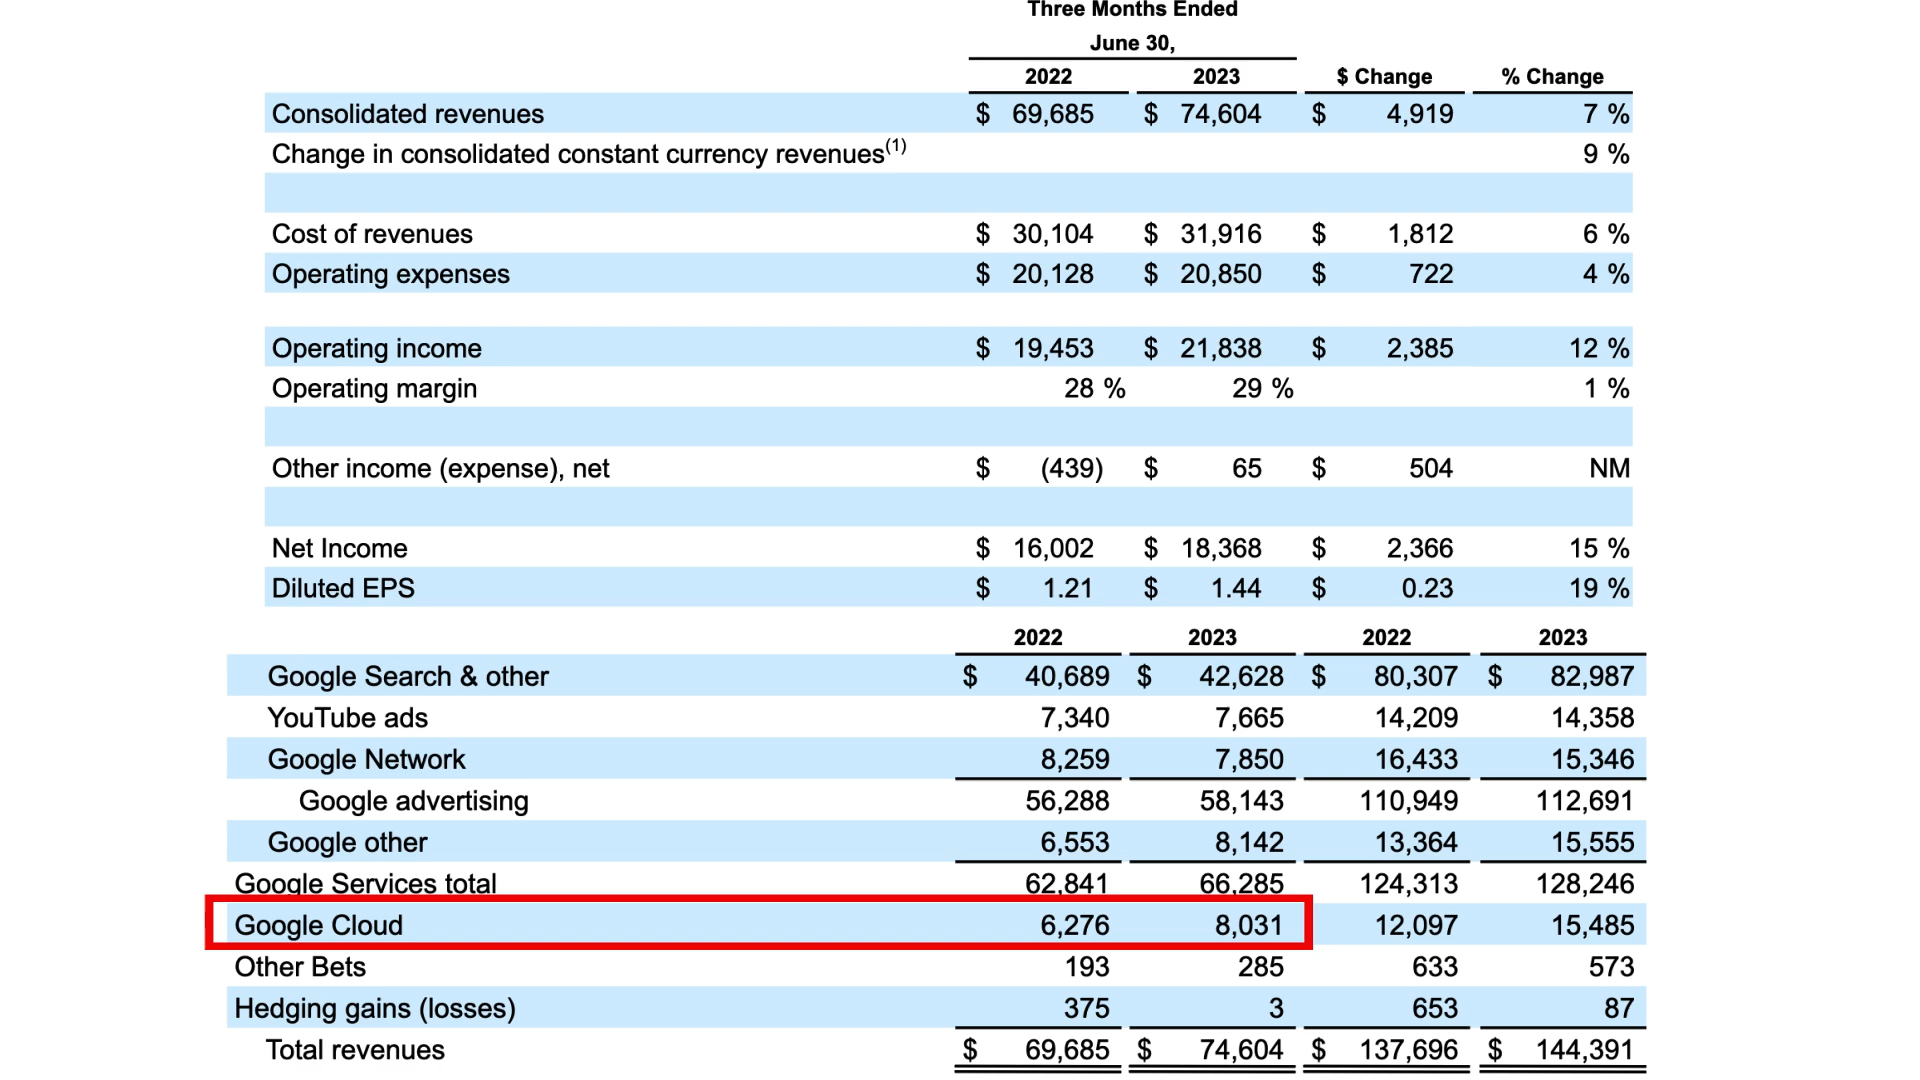 Three Months Ended
June 30,
2022 2023 $ Change % Change
Consolidated revenues $ 69,685 $ 74,604 $ 4,919 7 %
Change in consolidated constant currency revenues(1) 9 %
Cost of revenues $ 30,104 $ 31,916 $ 1,812 6 %
Operating expenses $ 20,128 $ 20,850 $ 722 4 %
Operating income $ 19,453 $ 21,838 $ 2,385 12 %
Operating margin 28 % 29 % 1 %
Other income (expense), net $ (439) $ 65 $ 504 NM
Net Income $ 16,002 $ 18,368 $ 2,366 15 %
Diluted EPS $ 1.21 $ 1.44 $ 0.23 19 %
2022 2023 2022 2023
Google Search & other $ 40,689 $ 42,628 $ 80,307 $ 82,987
YouTube ads 7,340 7,665 14,209 14,358
Google Network 8,259 7,850 16,433 15,346
Google advertising 56,288 58,143 110,949 112,691
Google other 6,553 8,142 13,364 15,555
Google Services total 62,841 66,285 124,313 128,246
Google Cloud 6,276 8,031 12,097 15,485
Other Bets 193 285 633 573
Hedging gains (losses) 375 3 653 87
Total revenues $ 69,685 $ 74,604 $ 137,696 $ 144,391